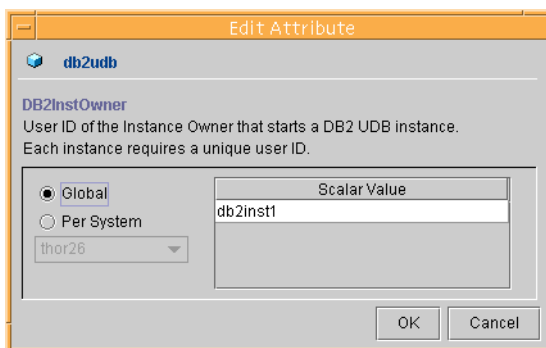 Edit Attribute
db2udb
DB2InstOwner
User ID of the Instance Owner that starts a DB2 UDB instance.
Each instance requires a unique user ID.
Global
Scalar Value
db2inst1
Per System
thor26
OK
Cancel